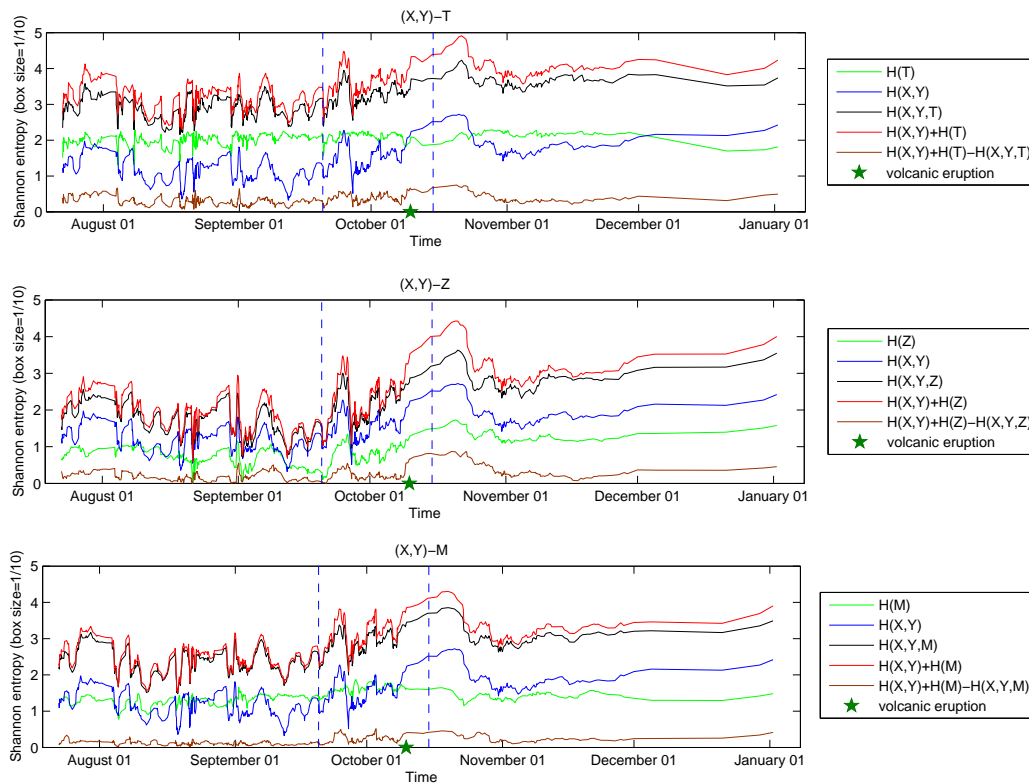 (X,Y)−T
Shannon entropy (box size=1/10)
5
4
3
2
1
0
August 01 September 01 October 01 November 01 December 01 January 01
Time
H(T)
H(X,Y)
H(X,Y,T)
H(X,Y)+H(T)
H(X,Y)+H(T)−H(X,Y,T)
volcanic eruption
(X,Y)−Z
Shannon entropy (box size=1/10)
5
4
3
2
1
0
August 01 September 01 October 01 November 01 December 01 January 01
Time
H(Z)
H(X,Y)
H(X,Y,Z)
H(X,Y)+H(Z)
H(X,Y)+H(Z)−H(X,Y,Z)
volcanic eruption
(X,Y)−M
Shannon entropy (box size=1/10)
5
4
3
2
1
0
August 01 September 01 October 01 November 01 December 01 January 01
Time
H(M)
H(X,Y)
H(X,Y,M)
H(X,Y)+H(M)
H(X,Y)+H(M)−H(X,Y,M)
volcanic eruption